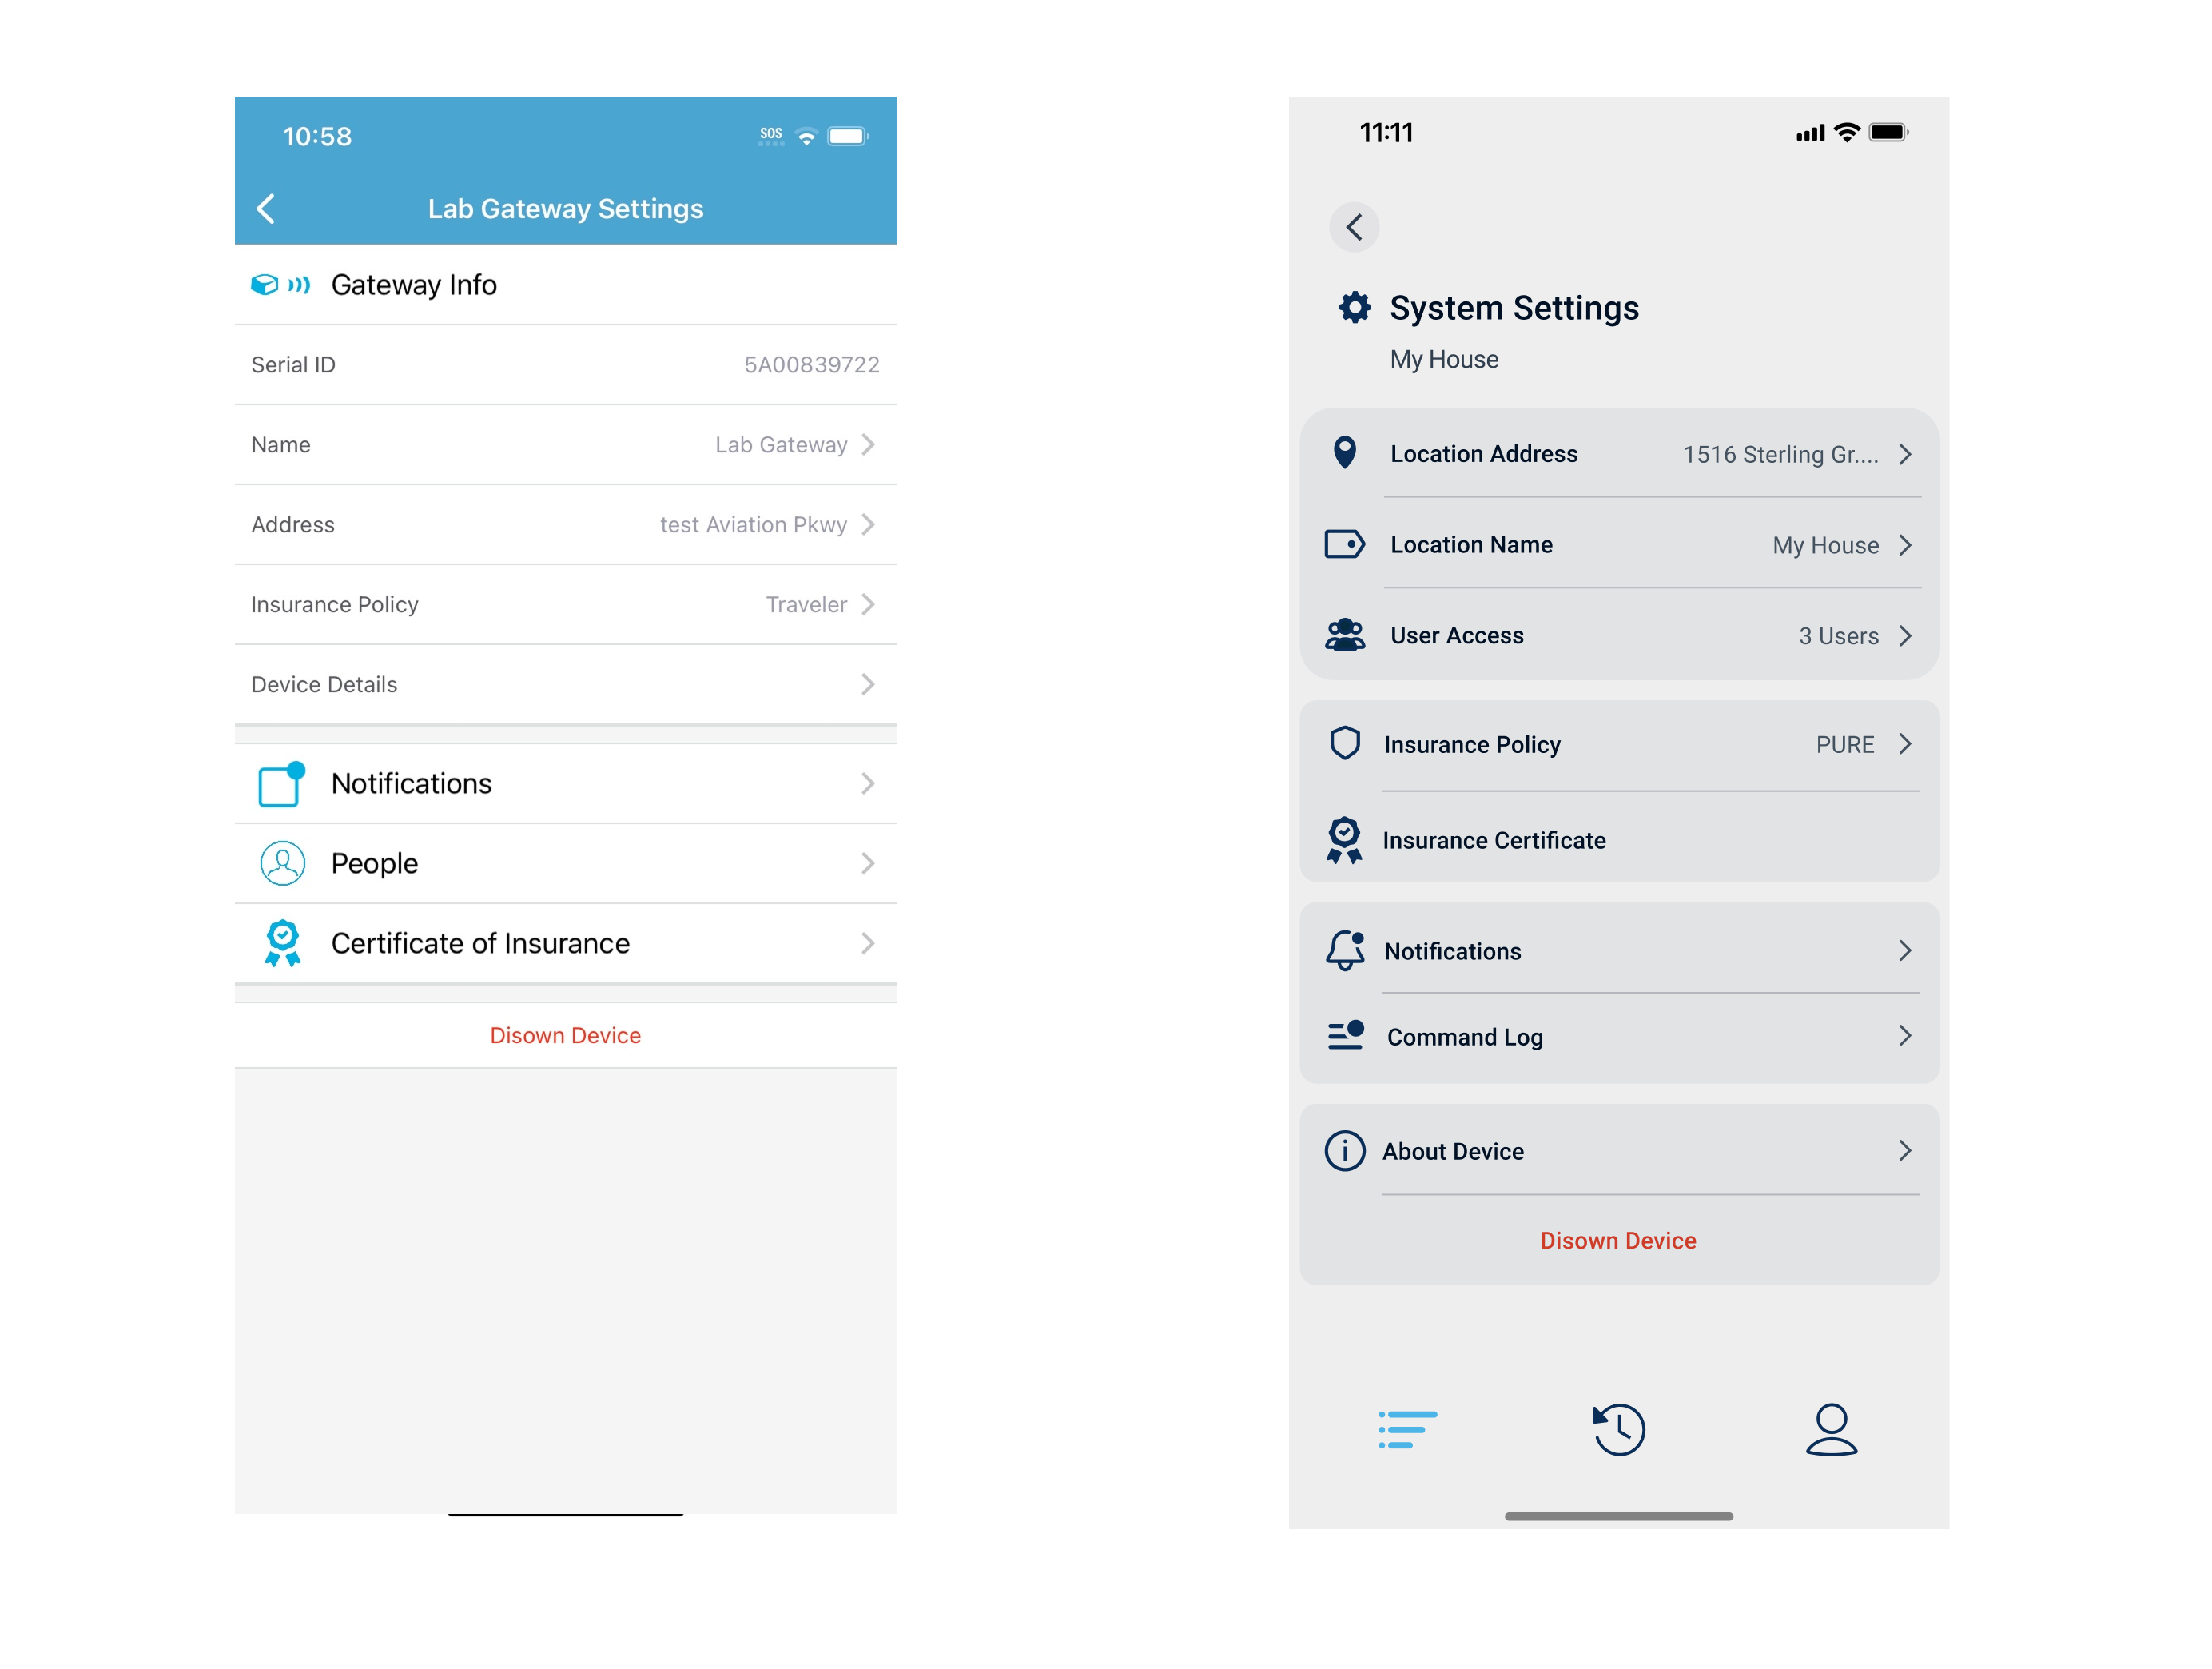 10:58
SOS
Lab Gateway Settings
Gateway Info
Serial ID 5A00839722
Name Lab Gateway
Address test Aviation Pkwy
Insurance Policy Traveler
Device Details
Notifications
People
Certificate of Insurance
Disown Device
11:11
System Settings
My House
Location Address 1516 Sterling Gr....
Location Name My House
User Access 3 Users
Insurance Policy PURE
Insurance Certificate
Notifications
Command Log
About Device
Disown Device